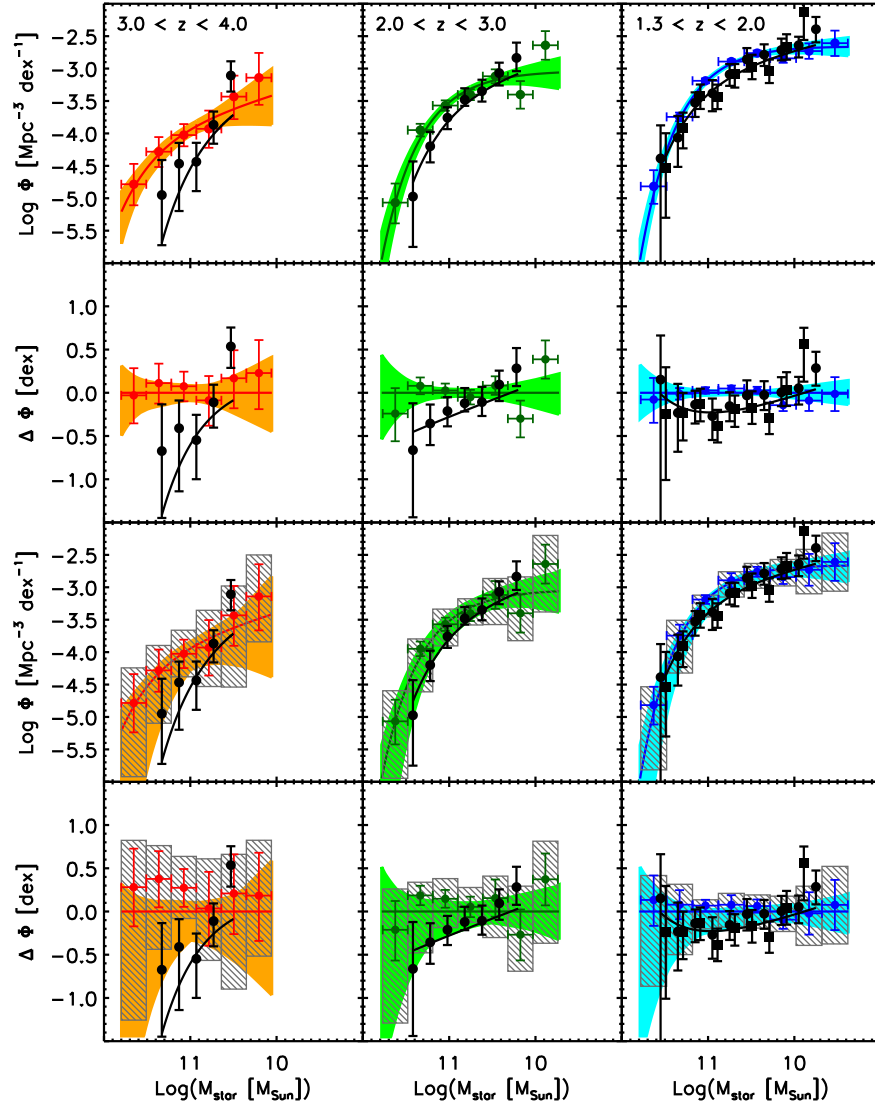 3.0 < z < 4.0
2.0 < z < 3.0
1.3 < z < 2.0
Log Φ [Mpc⁻³ dex⁻¹]
−2.5
−3.0
−3.5
−4.0
−4.5
−5.0
−5.5
Δ Φ [dex]
1.0
0.5
0.0
−0.5
−1.0
Log Φ [Mpc⁻³ dex⁻¹]
−2.5
−3.0
−3.5
−4.0
−4.5
−5.0
−5.5
Δ Φ [dex]
1.0
0.5
0.0
−0.5
−1.0
11 10
11 10
11 10
Log(M_star [M_Sun])
Log(M_star [M_Sun])
Log(M_star [M_Sun])